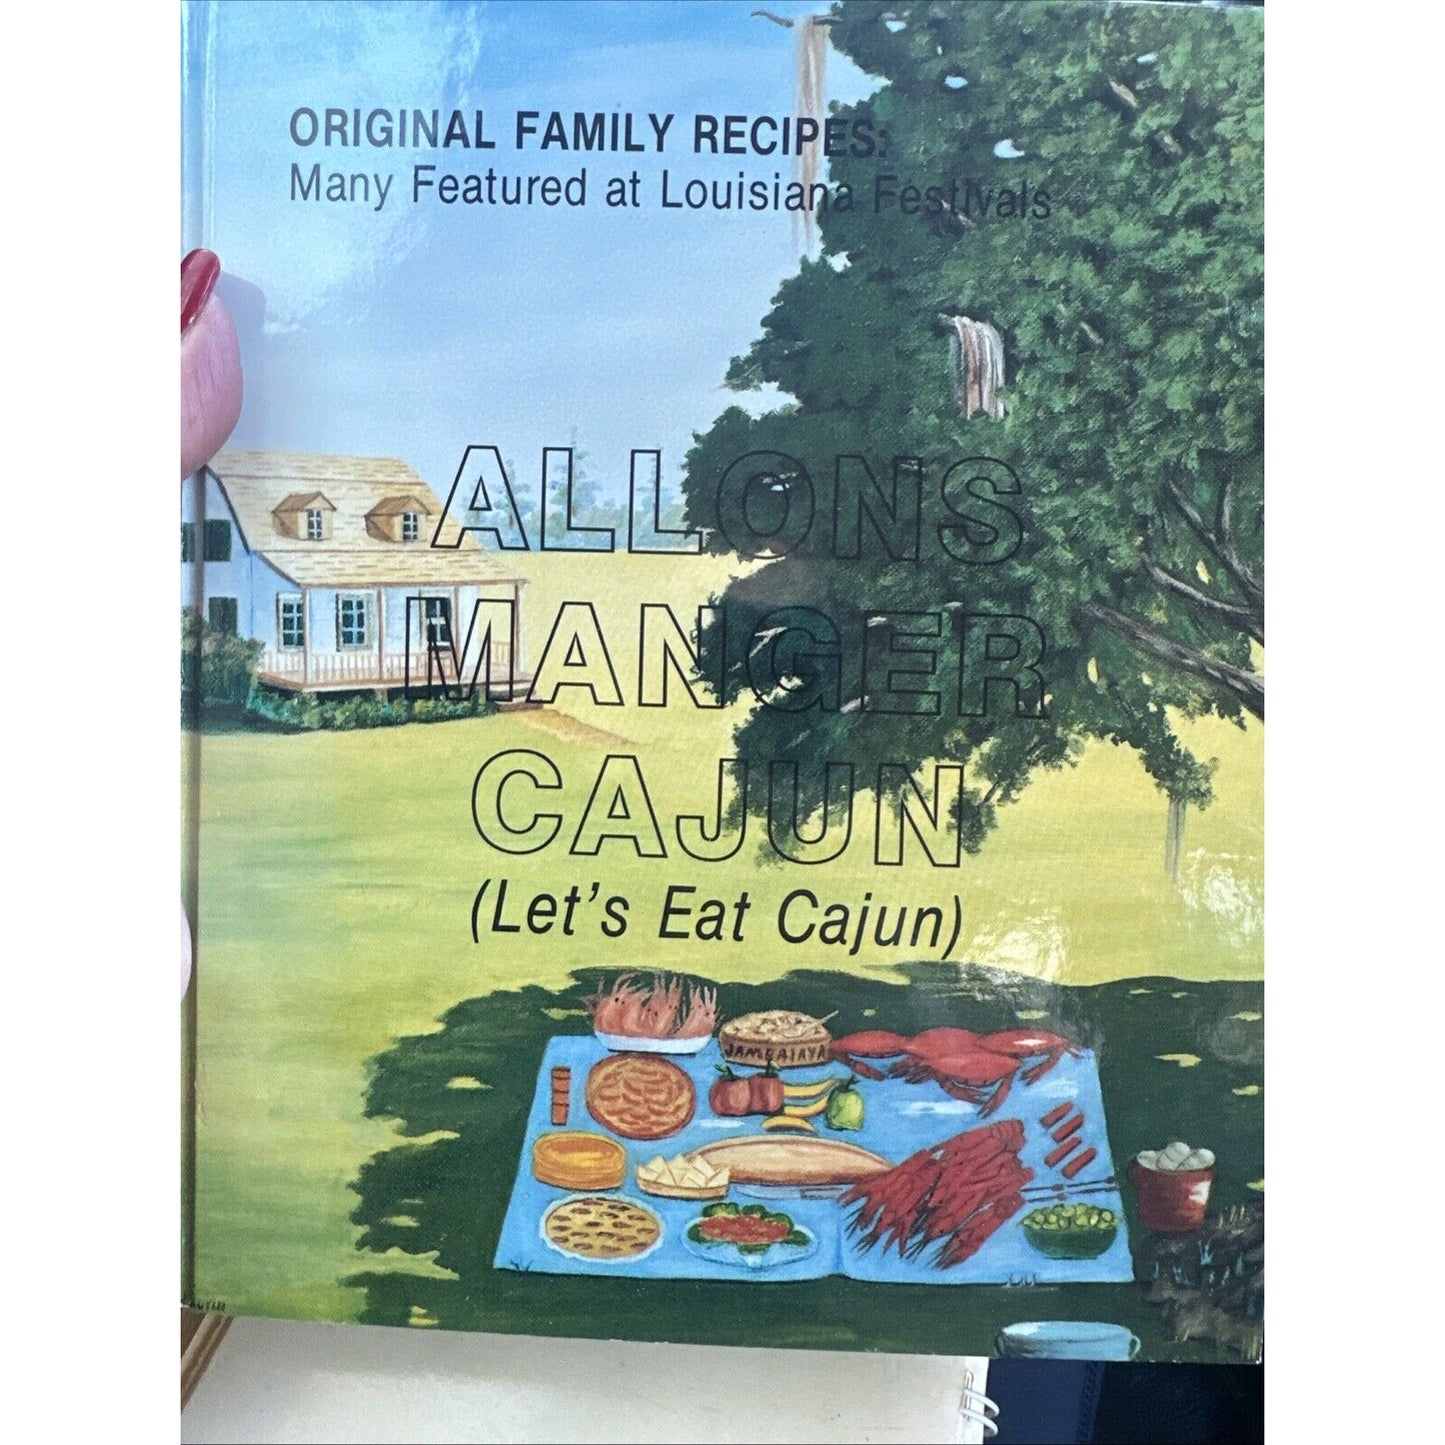 ORIGINAL FAMILY RECIPES:
Many Featured at Louisiana Festivals
ALLONS
MANGER
CAJUN
(Let's Eat Cajun)
JAMBALAYA